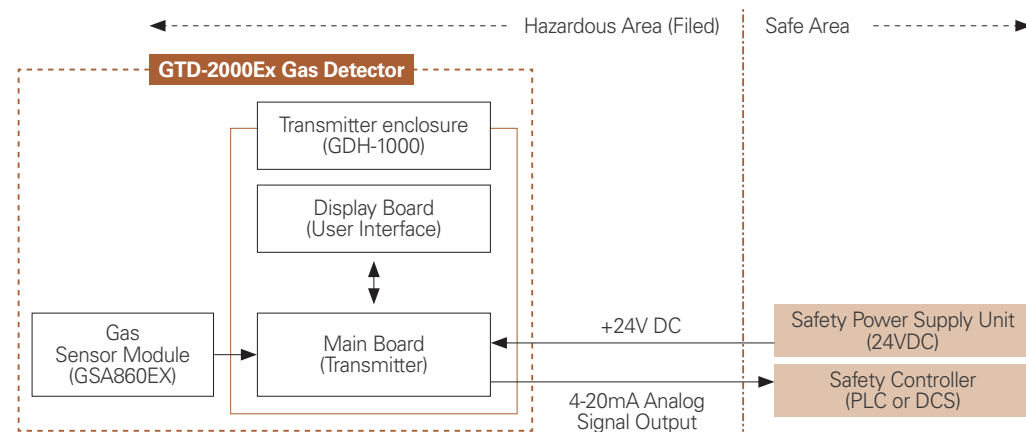 Hazardous Area (Filed)
Safe Area
GTD-2000Ex Gas Detector
Transmitter enclosure
(GDH-1000)
Display Board
(User Interface)
Gas
Sensor Module
(GSA860EX)
Main Board
(Transmitter)
+24V DC
4-20mA Analog
Signal Output
Safety Power Supply Unit
(24VDC)
Safety Controller
(PLC or DCS)